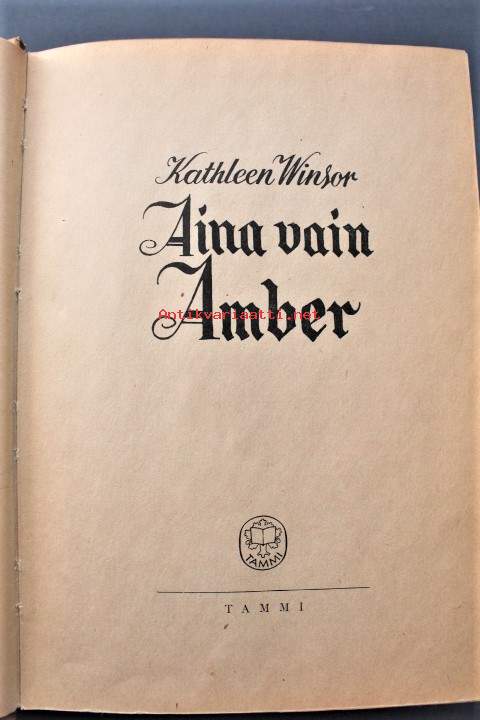 Kathleen Winsor
Aina vain
Amber
Antikvariaatti.net
TAMMI
TAMMI